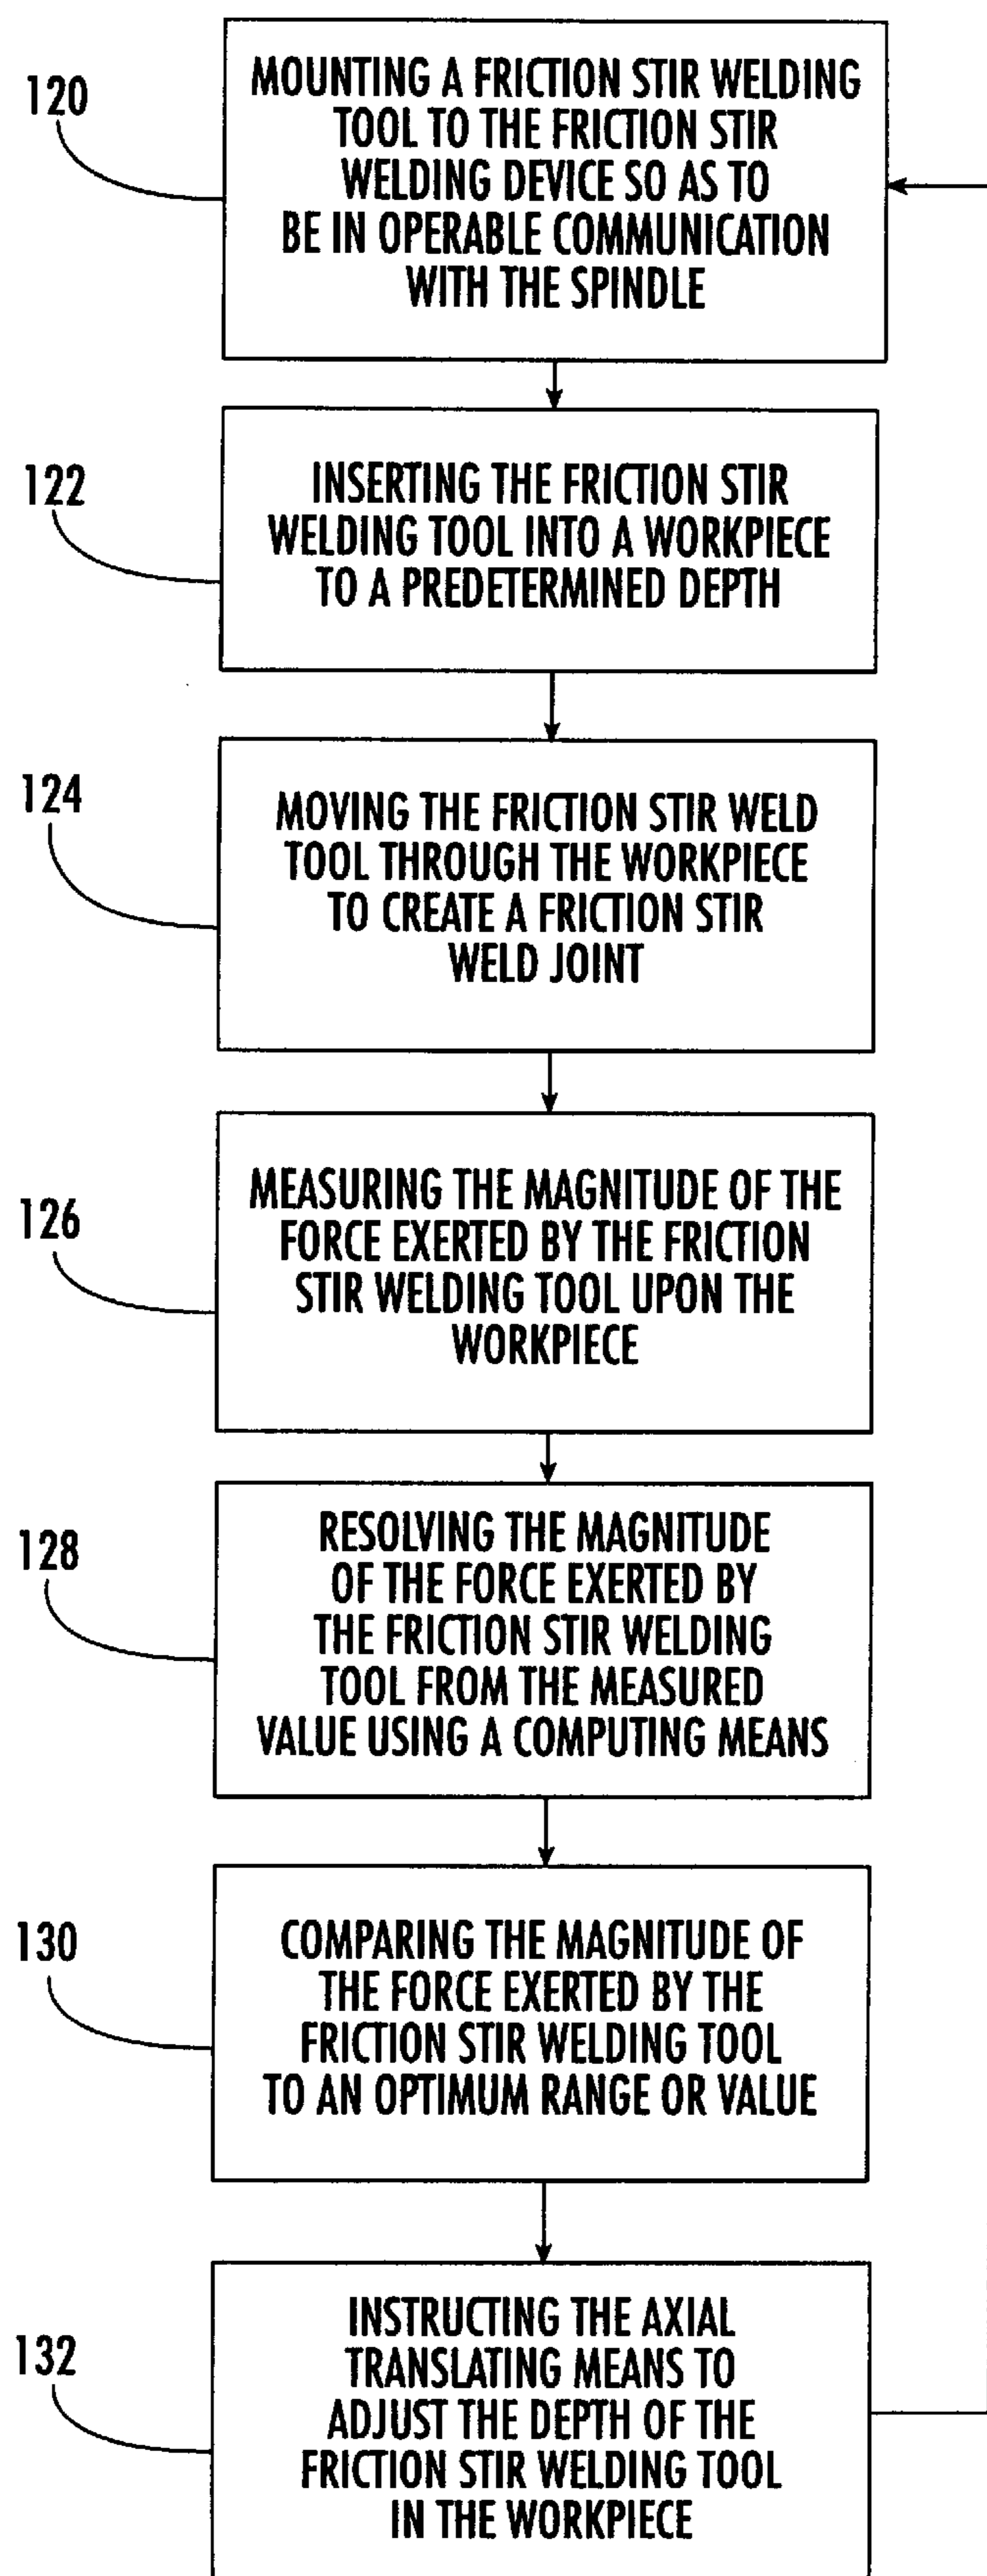 120
MOUNTING A FRICTION STIR WELDING
TOOL TO THE FRICTION STIR
WELDING DEVICE SO AS TO
BE IN OPERABLE COMMUNICATION
WITH THE SPINDLE
122
INSERTING THE FRICTION STIR
WELDING TOOL INTO A WORKPIECE
TO A PREDETERMINED DEPTH
124
MOVING THE FRICTION STIR WELD
TOOL THROUGH THE WORKPIECE
TO CREATE A FRICTION STIR
WELD JOINT
126
MEASURING THE MAGNITUDE OF THE
FORCE EXERTED BY THE FRICTION
STIR WELDING TOOL UPON THE
WORKPIECE
128
RESOLVING THE MAGNITUDE
OF THE FORCE EXERTED BY
THE FRICTION STIR WELDING
TOOL FROM THE MEASURED
VALUE USING A COMPUTING MEANS
130
COMPARING THE MAGNITUDE OF
THE FORCE EXERTED BY THE
FRICTION STIR WELDING TOOL
TO AN OPTIMUM RANGE OR VALUE
132
INSTRUCTING THE AXIAL
TRANSLATING MEANS TO
ADJUST THE DEPTH OF THE
FRICTION STIR WELDING TOOL
IN THE WORKPIECE